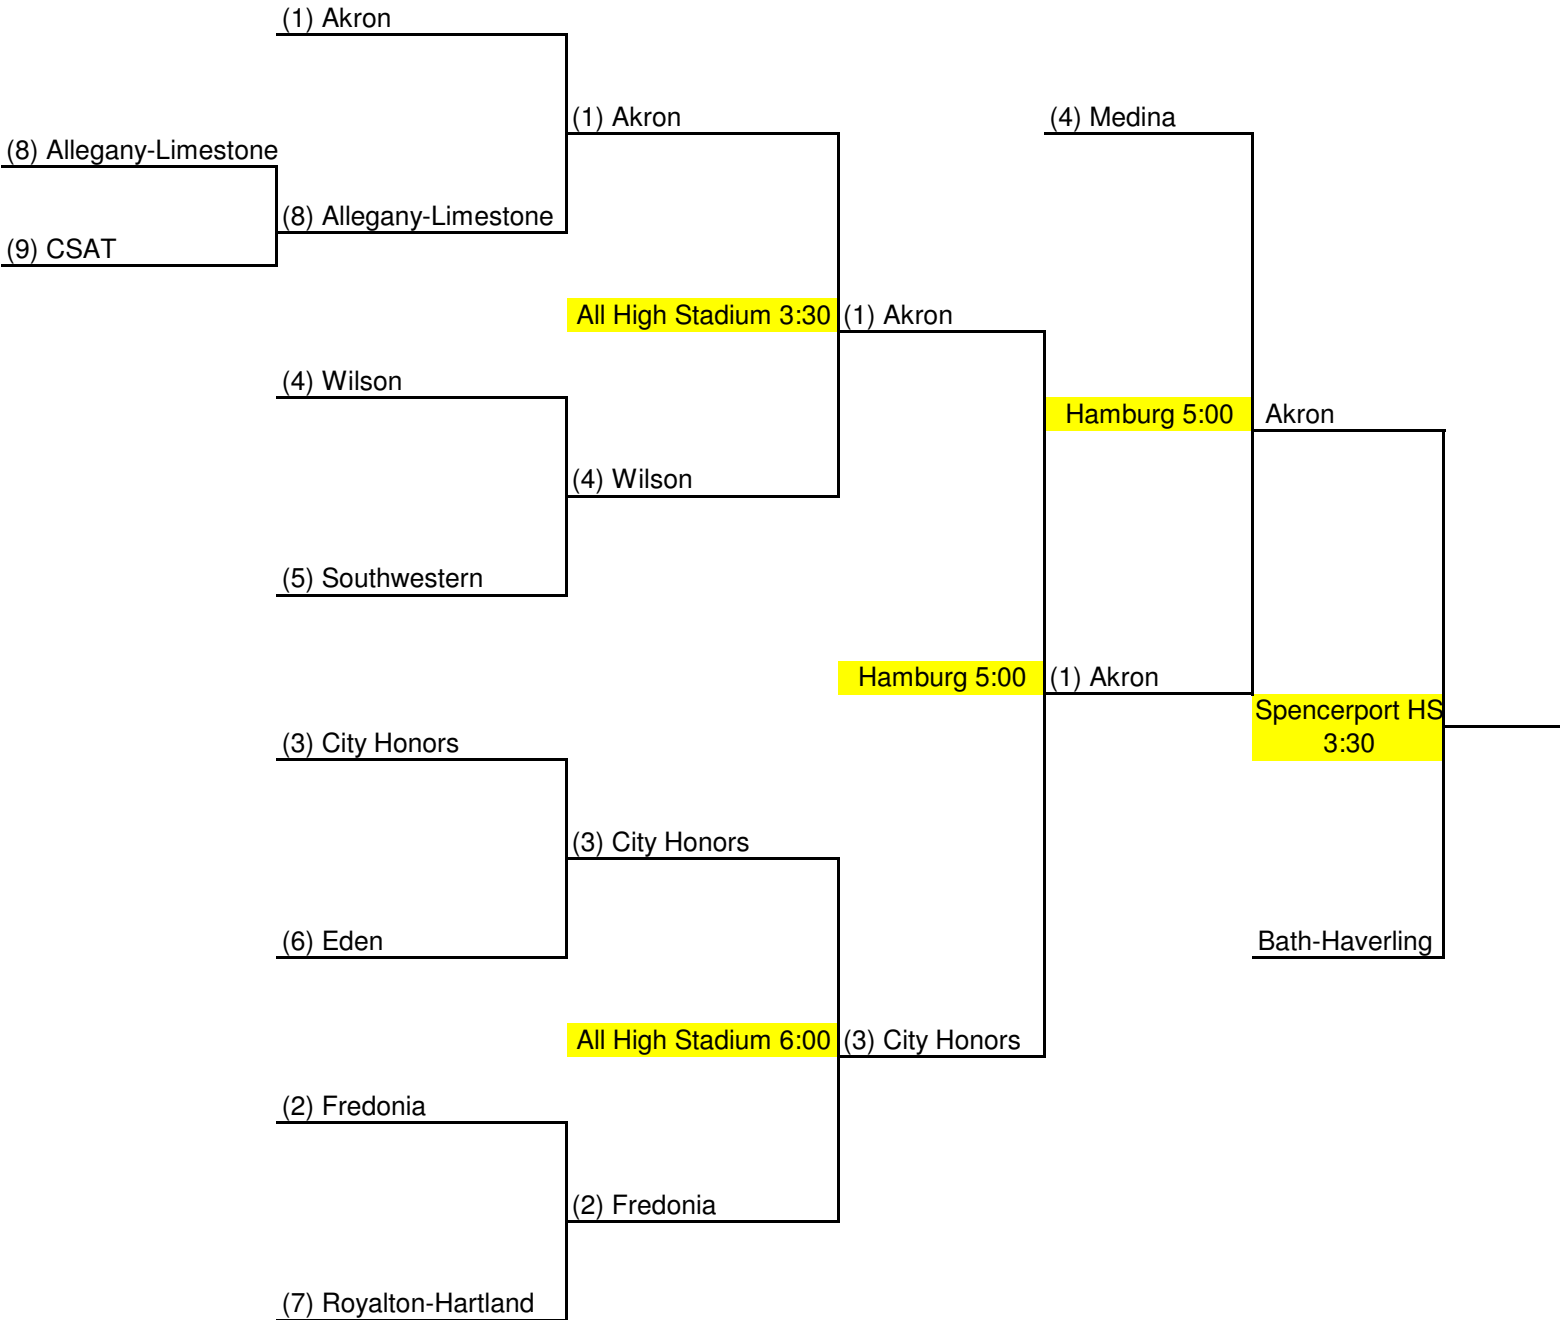 (1) Akron
(1) Akron
(4) Medina
(8) Allegany-Limestone
(8) Allegany-Limestone
(9) CSAT
All High Stadium 3:30
(1) Akron
(4) Wilson
Hamburg 5:00
Akron
(4) Wilson
(5) Southwestern
Hamburg 5:00
(1) Akron
Spencerport HS
3:30
(3) City Honors
(3) City Honors
(6) Eden
Bath-Haverling
All High Stadium 6:00
(3) City Honors
(2) Fredonia
(2) Fredonia
(7) Royalton-Hartland